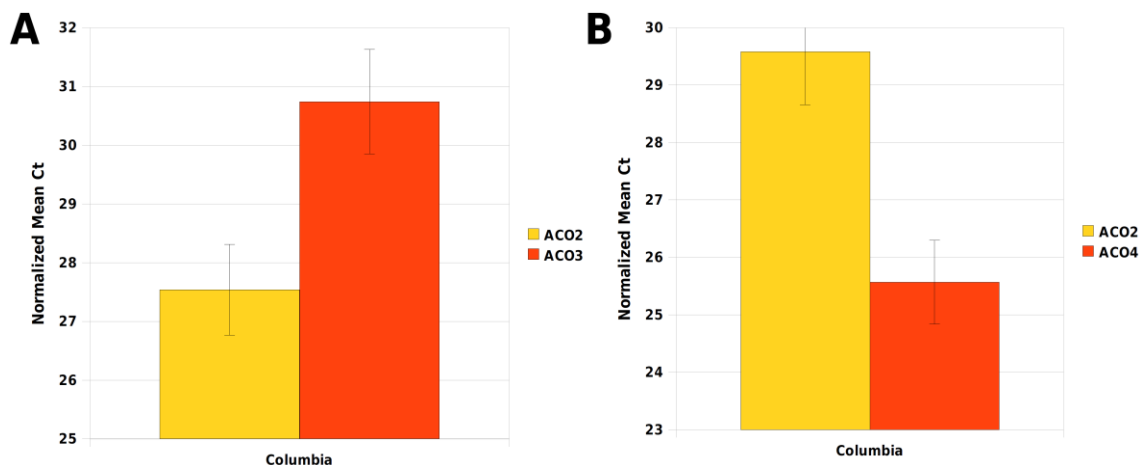 A
32
31
30
29
28
27
26
25
Normalized Mean Ct
Columbia
ACO2
ACO3
B
30
29
28
27
26
25
24
23
Normalized Mean Ct
Columbia
ACO2
ACO4